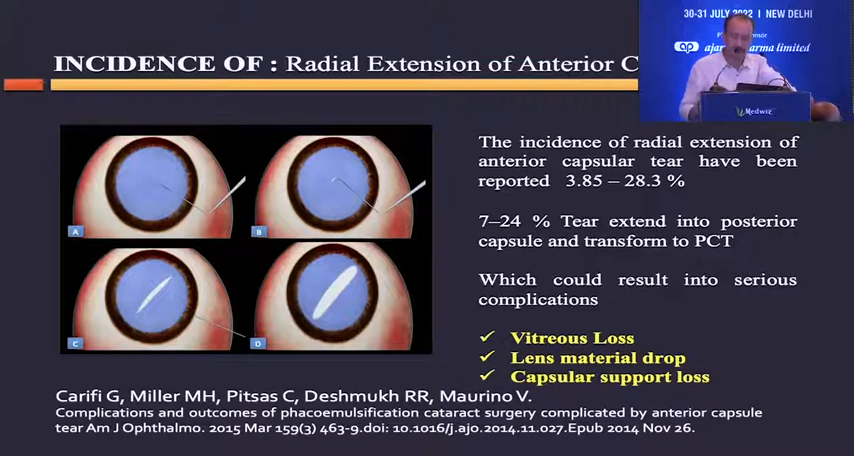 30-31 JULY 2022 | NEW DELHI
ap
pharma limited
Medwiz
INCIDENCE OF : Radial Extension of Anterior C
The incidence of radial extension of
anterior capsular tear have been
reported 3.85 – 28.3 %
7–24 % Tear extend into posterior
capsule and transform to PCT
Which could result into serious
complications
✓ Vitreous Loss
✓ Lens material drop
✓ Capsular support loss
A
B
C
D
Carifi G, Miller MH, Pitsas C, Deshmukh RR, Maurino V.
Complications and outcomes of phacoemulsification cataract surgery complicated by anterior capsule
tear Am J Ophthalmo. 2015 Mar 159(3) 463-9.doi: 10.1016/j.ajo.2014.11.027.Epub 2014 Nov 26.